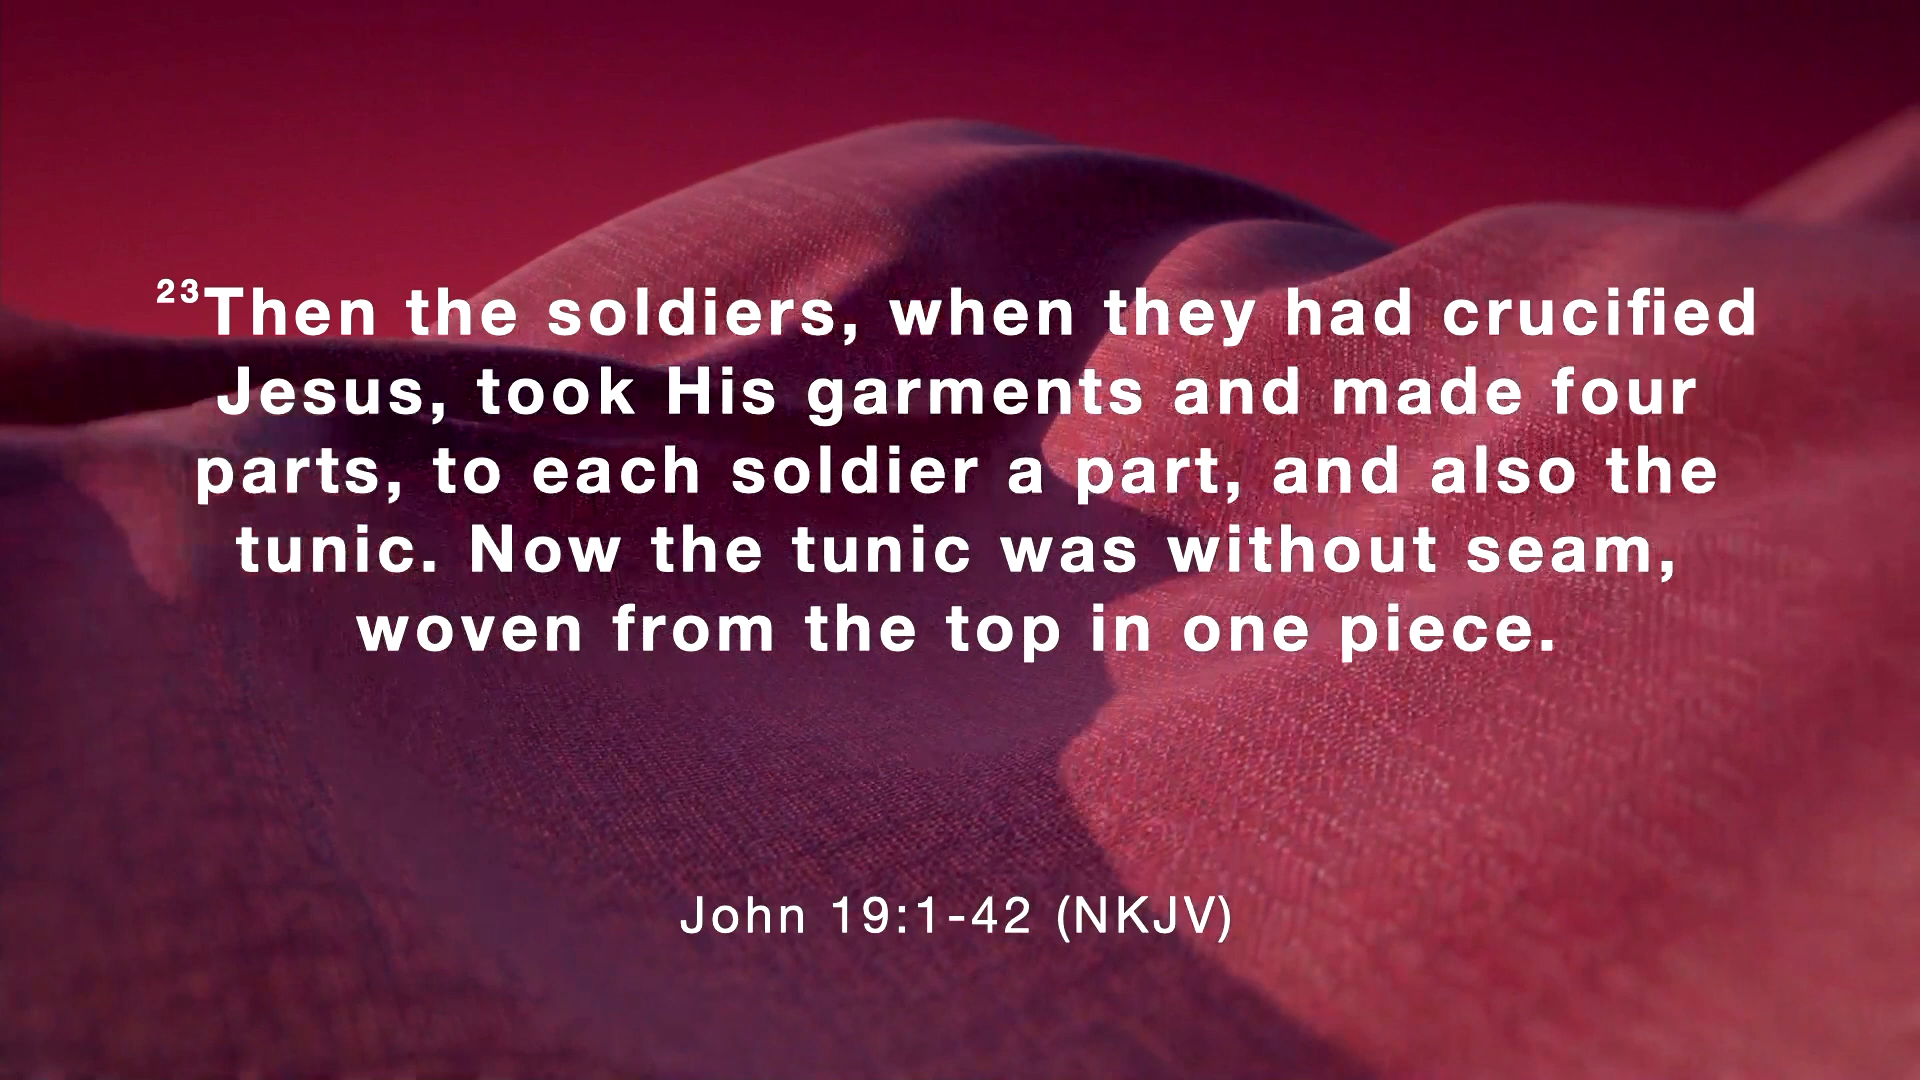 ²³Then the soldiers, when they had crucified
Jesus, took His garments and made four
parts, to each soldier a part, and also the
tunic. Now the tunic was without seam,
woven from the top in one piece.
John 19:1-42 (NKJV)